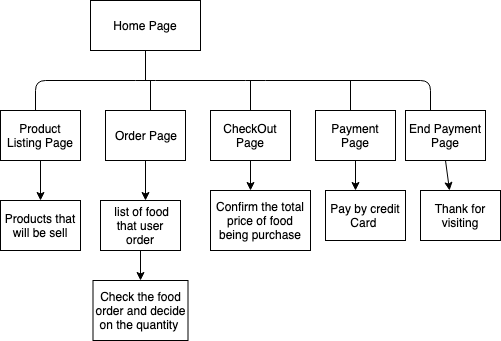 Home Page
Product
Listing Page
Order Page
CheckOut
Page
Payment
Page
End Payment
Page
Products that
will be sell
list of food
that user
order
Confirm the total
price of food
being purchase
Pay by credit
Card
Thank for
visiting
Check the food
order and decide
on the quantity